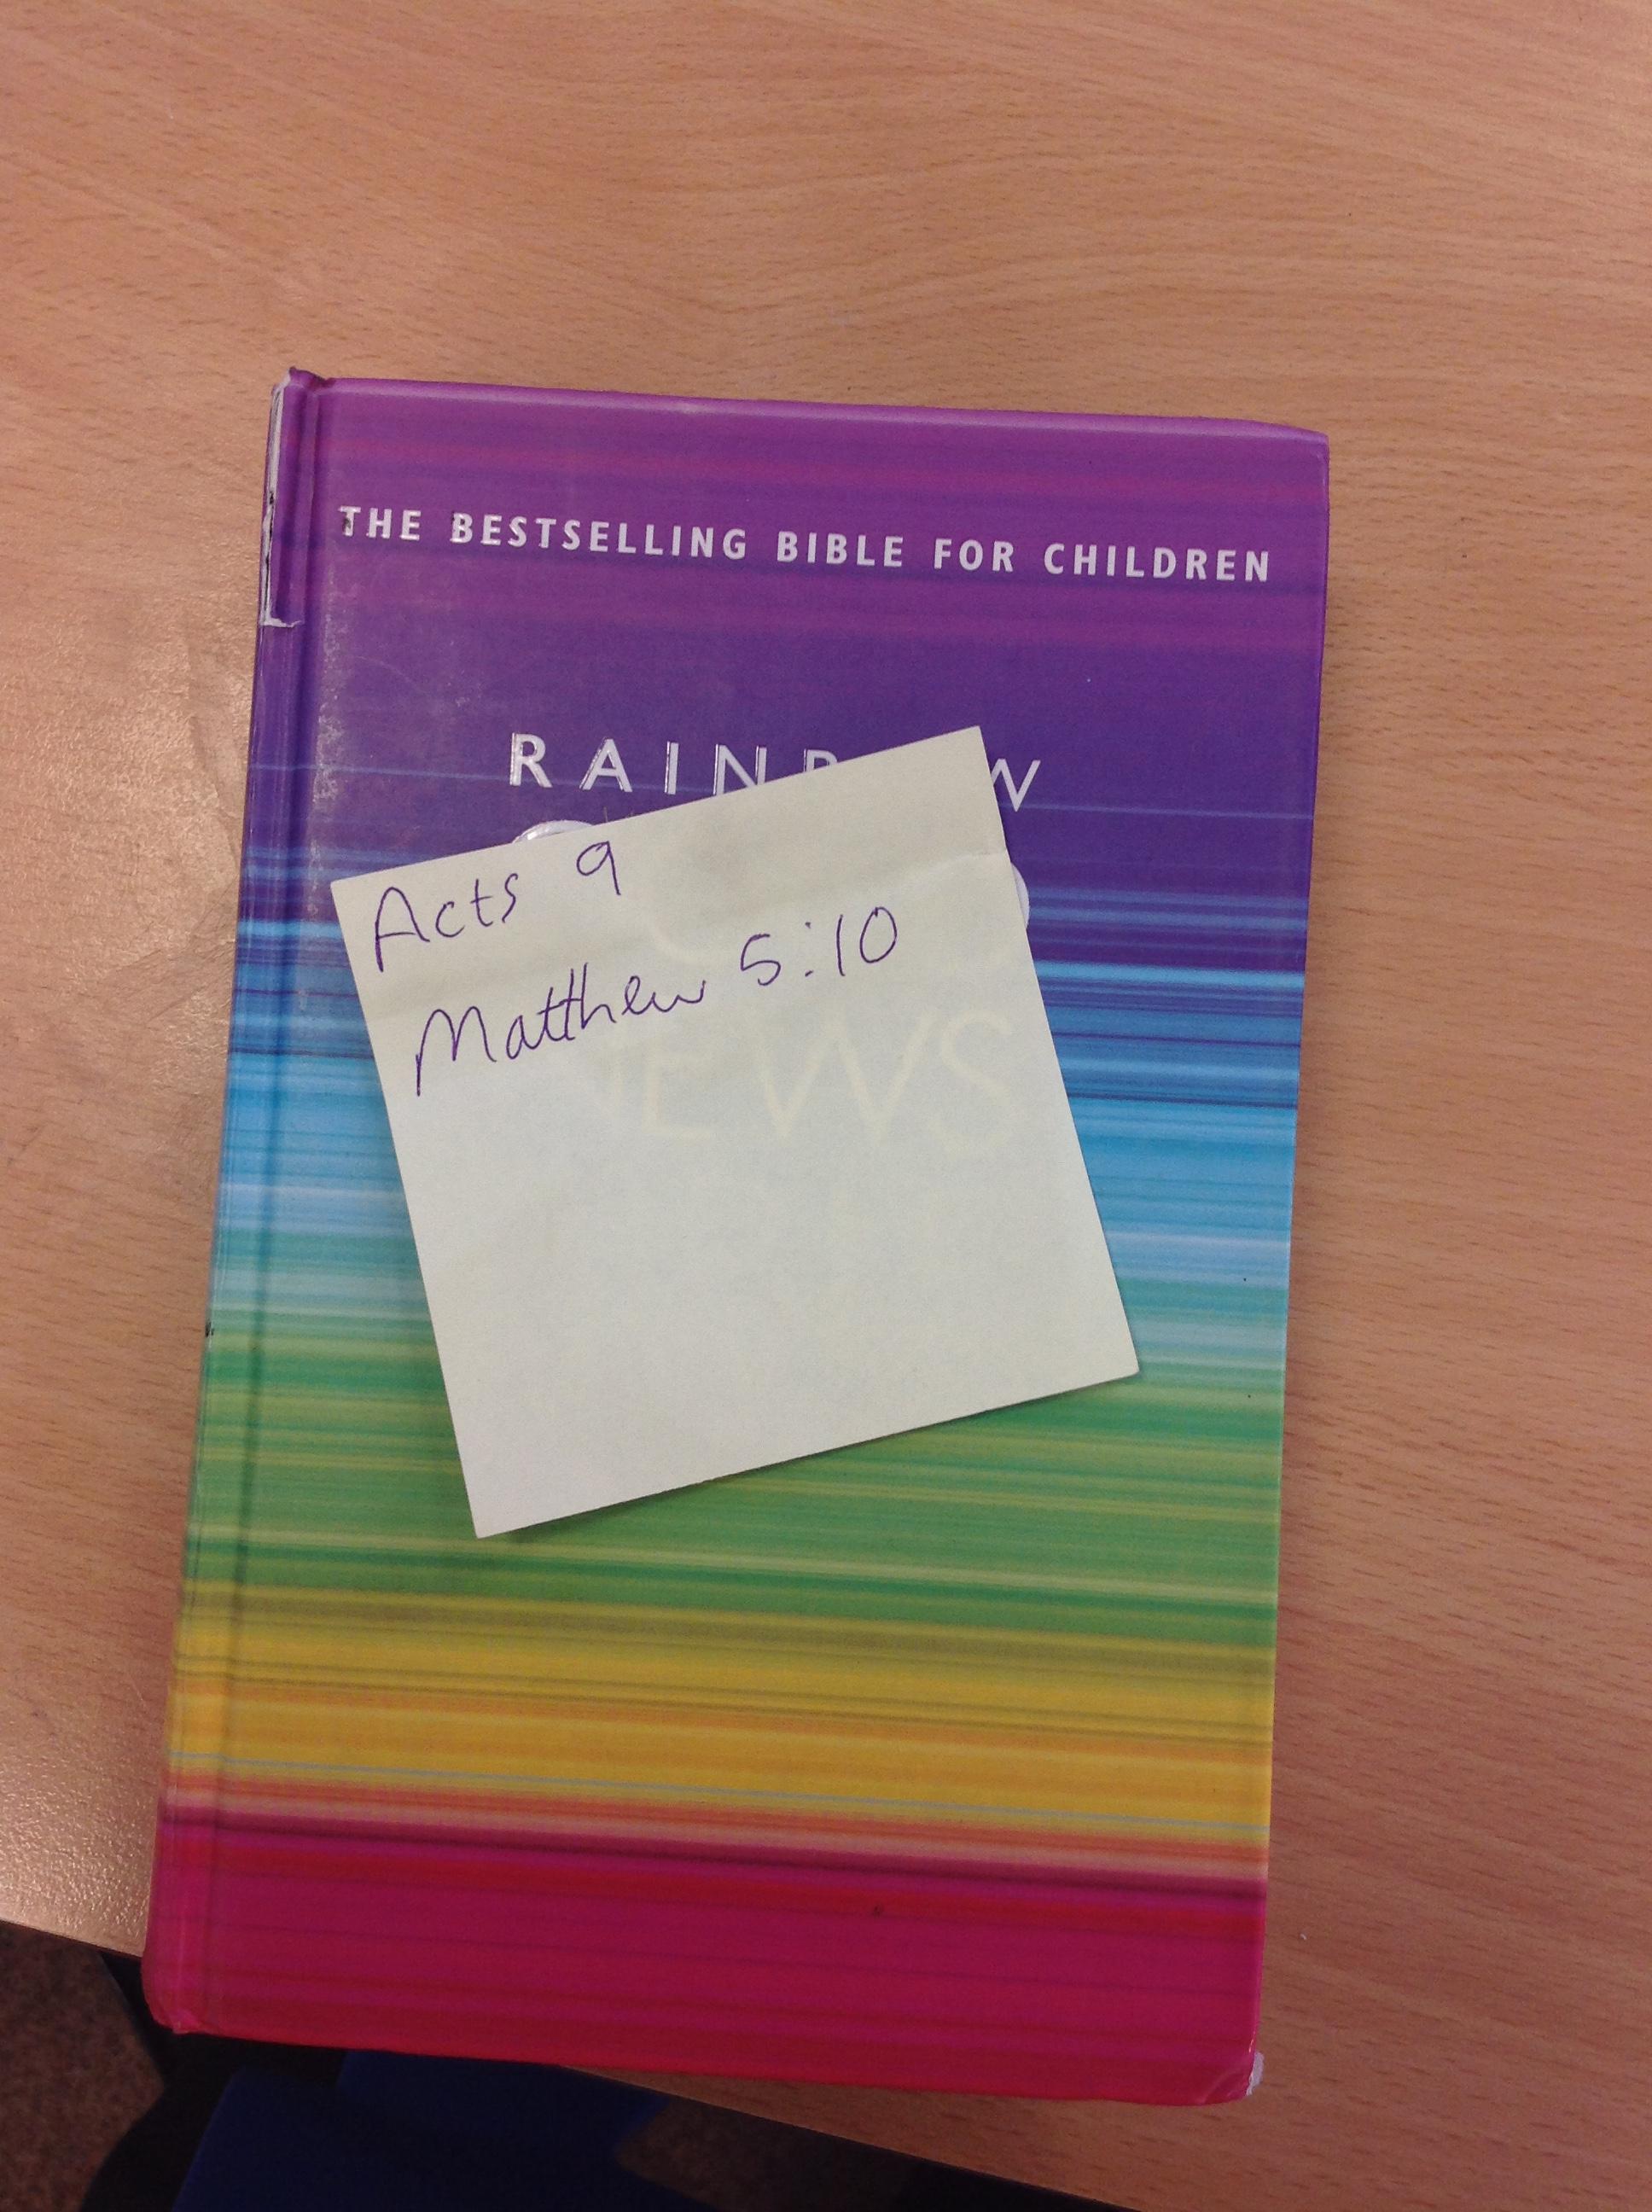 THE BESTSELLING BIBLE FOR CHILDREN
Acts 9
Matthew 5:10